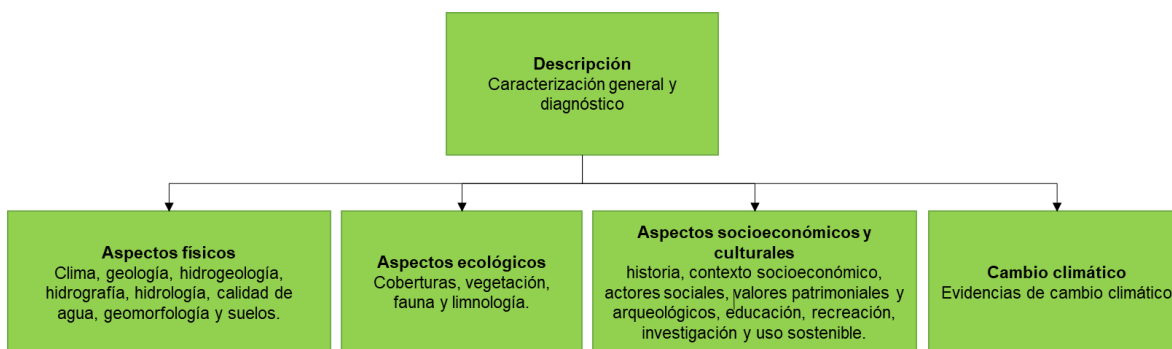 Descripción
Caracterización general y
diagnóstico
Aspectos físicos
Clima, geología, hidrogeología,
hidrografía, hidrología, calidad de
agua, geomorfología y suelos.
Aspectos ecológicos
Coberturas, vegetación,
fauna y limnología.
Aspectos socioeconómicos y
culturales
historia, contexto socioeconómico,
actores sociales, valores patrimoniales y
arqueológicos, educación, recreación,
investigación y uso sostenible.
Cambio climático
Evidencias de cambio climático